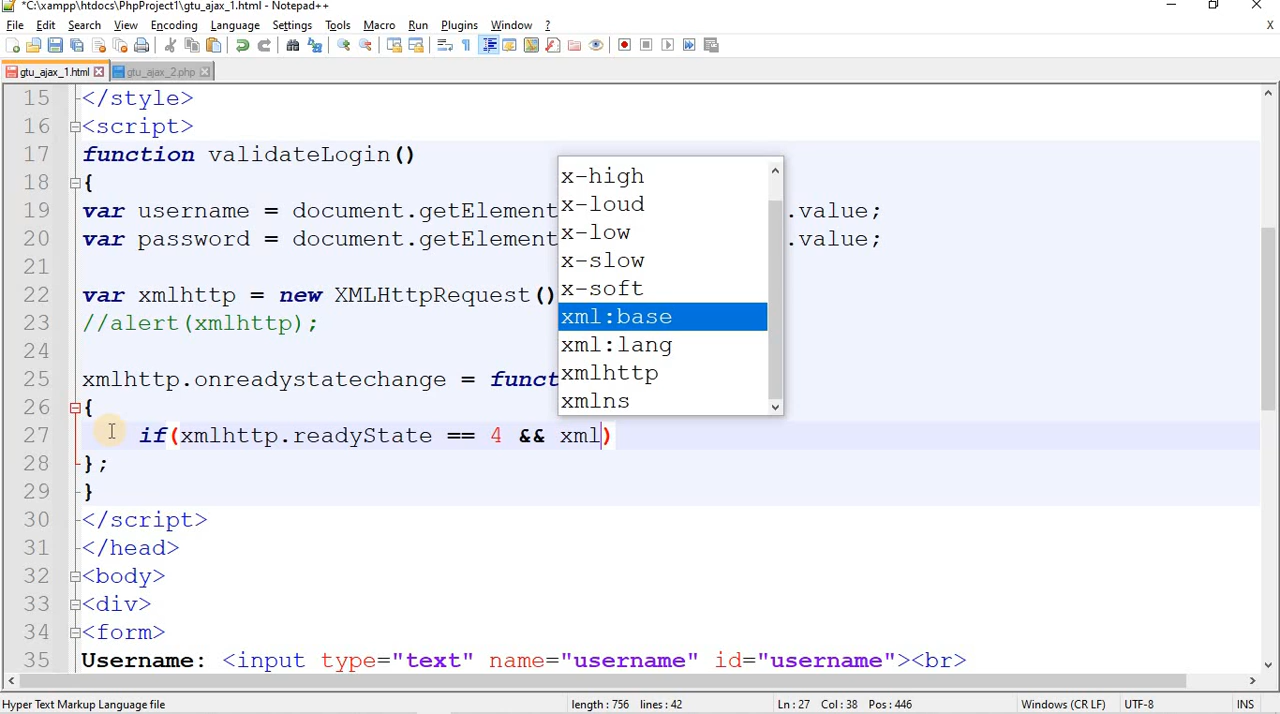 *C:\xampp\htdocs\PhpProject1\gtu_ajax_1.html - Notepad++
File Edit Search View Encoding Language Settings Tools Macro Run Plugins Window ? X
gtu_ajax_1.html gtu_ajax_2.php
15 </style>
16 <script>
17 function validateLogin()
18 {
19 var username = document.getElement .value;
20 var password = document.getElement .value;
21
22 var xmlhttp = new XMLHttpRequest()
23 //alert(xmlhttp);
24
25 xmlhttp.onreadystatechange = funct
26 {
27 if(xmlhttp.readyState == 4 && xml)
28 };
29 }
30 </script>
31 </head>
32 <body>
33 <div>
34 <form>
35 Username: <input type="text" name="username" id="username"><br>
x-high
x-loud
x-low
x-slow
x-soft
xml:base
xml:lang
xmlhttp
xmlns
Hyper Text Markup Language file length : 756 lines : 42 Ln : 27 Col : 38 Pos : 446 Windows (CR LF) UTF-8 INS